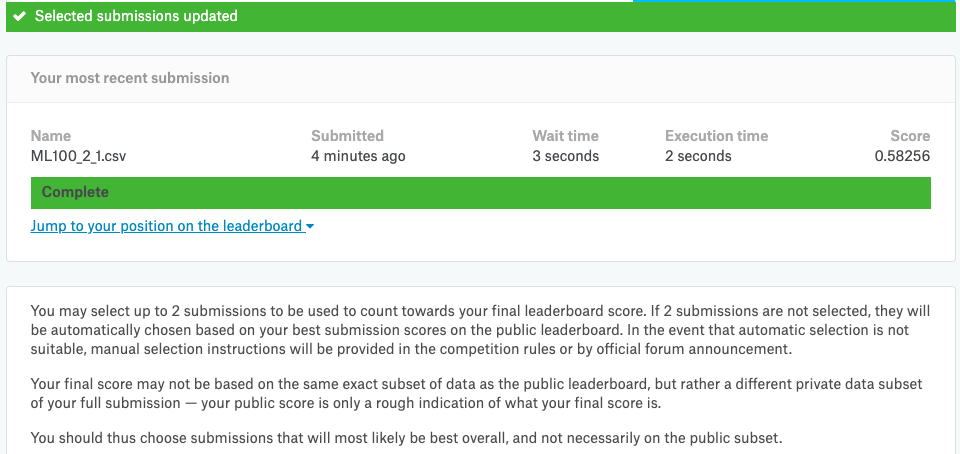 Selected submissions updated
Your most recent submission
Name Submitted Wait time Execution time Score
ML100_2_1.csv 4 minutes ago 3 seconds 2 seconds 0.58256
Complete
Jump to your position on the leaderboard
You may select up to 2 submissions to be used to count towards your final leaderboard score. If 2 submissions are not selected, they will
be automatically chosen based on your best submission scores on the public leaderboard. In the event that automatic selection is not
suitable, manual selection instructions will be provided in the competition rules or by official forum announcement.
Your final score may not be based on the same exact subset of data as the public leaderboard, but rather a different private data subset
of your full submission — your public score is only a rough indication of what your final score is.
You should thus choose submissions that will most likely be best overall, and not necessarily on the public subset.